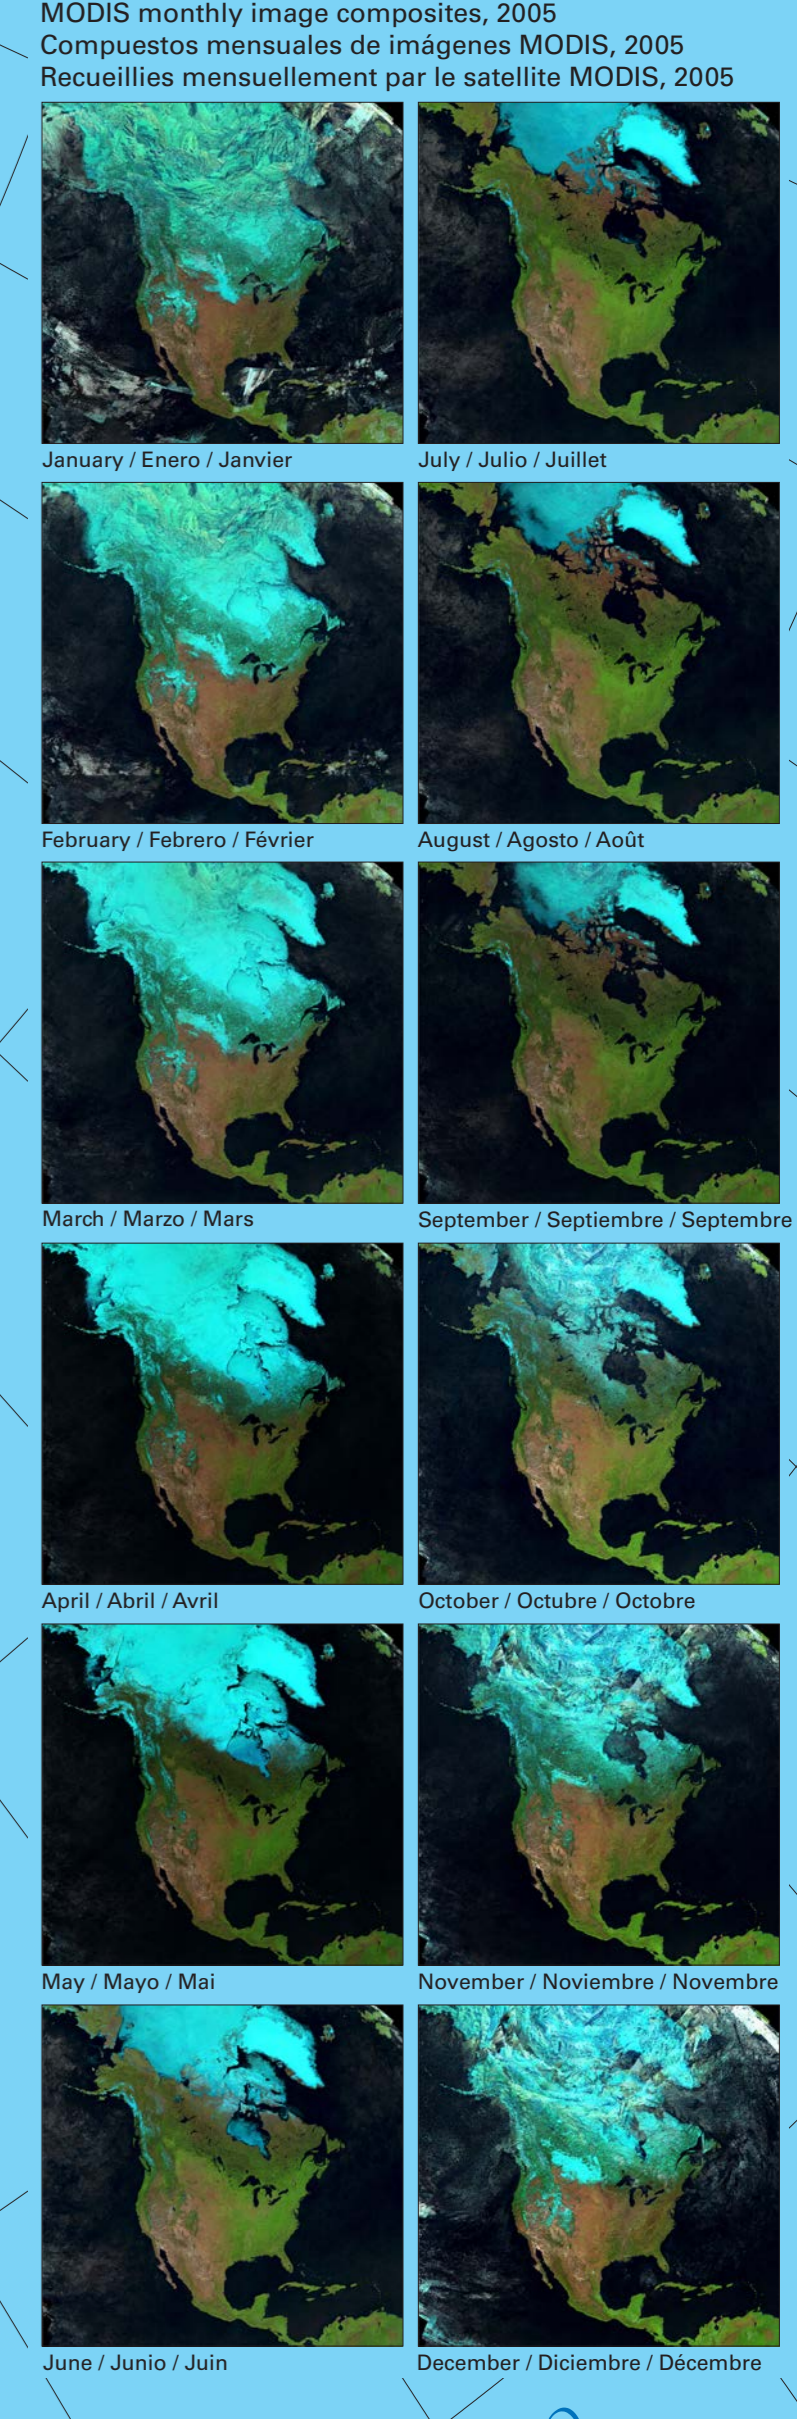 MODIS monthly image composites, 2005
Compuestos mensuales de imágenes MODIS, 2005
Recueillies mensuellement par le satellite MODIS, 2005
January / Enero / Janvier
July / Julio / Juillet
February / Febrero / Février
August / Agosto / Août
March / Marzo / Mars
September / Septiembre / Septembre
April / Abril / Avril
October / Octubre / Octobre
May / Mayo / Mai
November / Noviembre / Novembre
June / Junio / Juin
December / Diciembre / Décembre